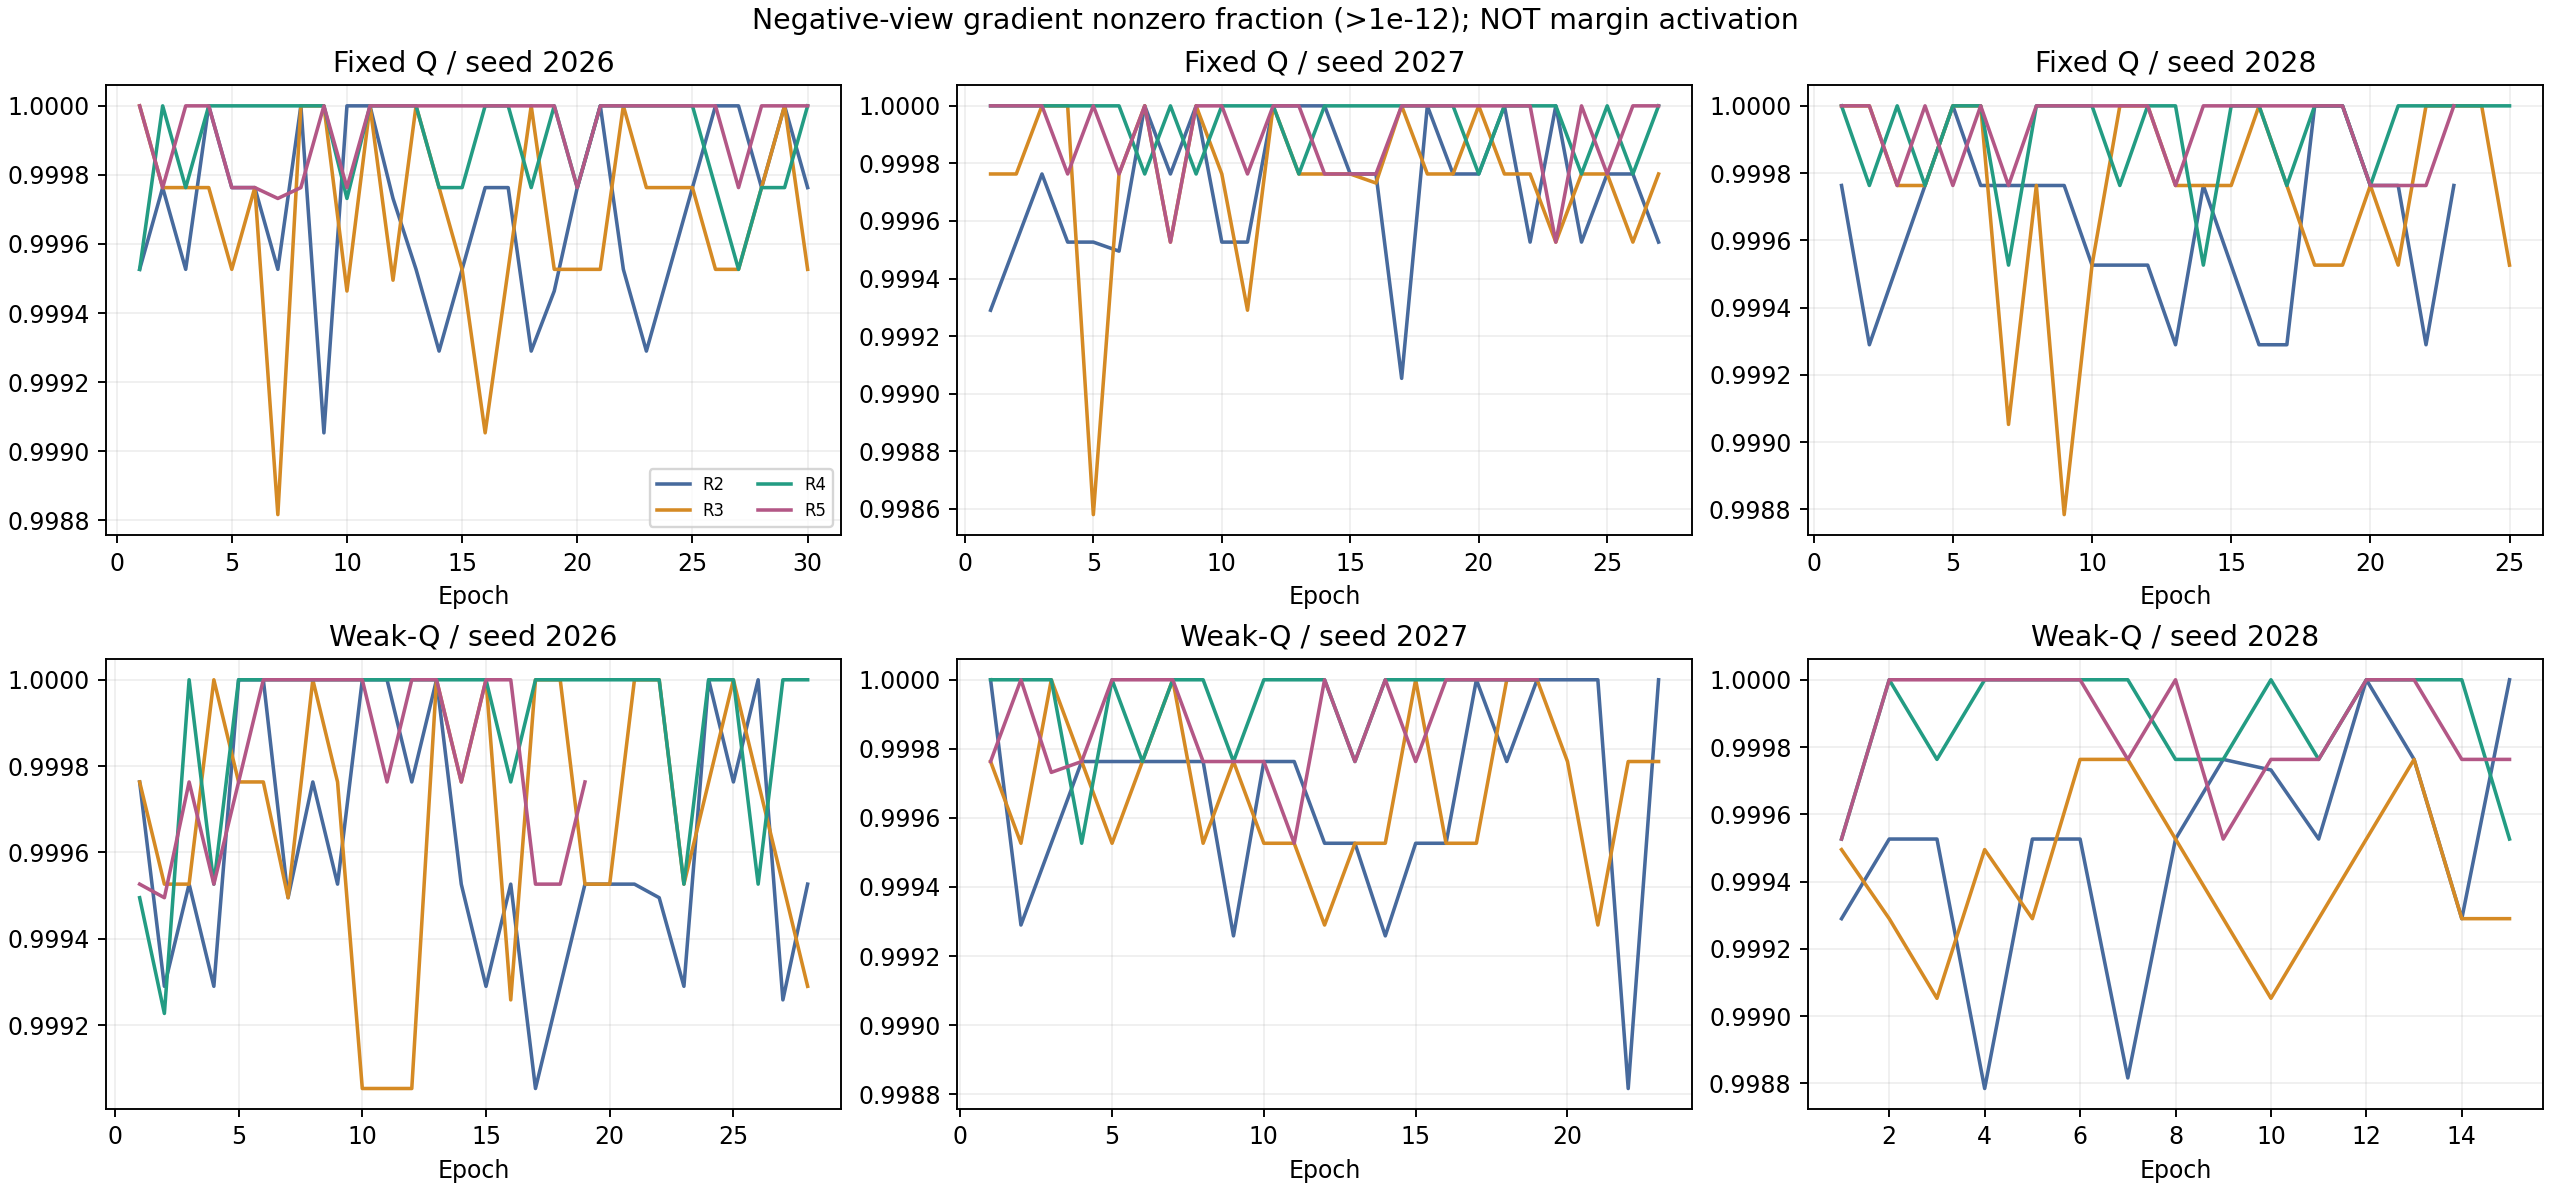 Negative-view gradient nonzero fraction (>1e-12); NOT margin activation
Fixed Q / seed 2026
1.0000
0.9998
0.9996
0.9994
0.9992
0.9990
0.9988
0 5 10 15 20 25 30
Epoch
R2 R4
R3 R5
Fixed Q / seed 2027
1.0000
0.9998
0.9996
0.9994
0.9992
0.9990
0.9988
0.9986
0 5 10 15 20 25
Epoch
Fixed Q / seed 2028
1.0000
0.9998
0.9996
0.9994
0.9992
0.9990
0.9988
0 5 10 15 20 25
Epoch
Weak-Q / seed 2026
1.0000
0.9998
0.9996
0.9994
0.9992
0 5 10 15 20 25
Epoch
Weak-Q / seed 2027
1.0000
0.9998
0.9996
0.9994
0.9992
0.9990
0.9988
0 5 10 15 20
Epoch
Weak-Q / seed 2028
1.0000
0.9998
0.9996
0.9994
0.9992
0.9990
0.9988
2 4 6 8 10 12 14
Epoch